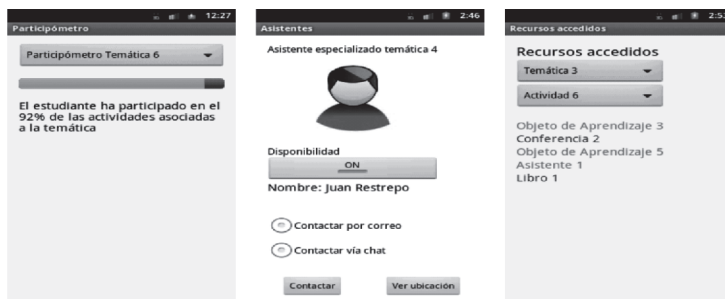 12:27
Participómetro
Participómetro Temática 6
El estudiante ha participado en el
92% de las actividades asociadas
a la temática
2:46
Asistentes
Asistente especializado temática 4
Disponibilidad
ON
Nombre: Juan Restrepo
Contactar por correo
Contactar vía chat
Contactar
Ver ubicación
Recursos accedidos
Recursos accedidos
Temática 3
Actividad 6
Objeto de Aprendizaje 3
Conferencia 2
Objeto de Aprendizaje 5
Asistente 1
Libro 1